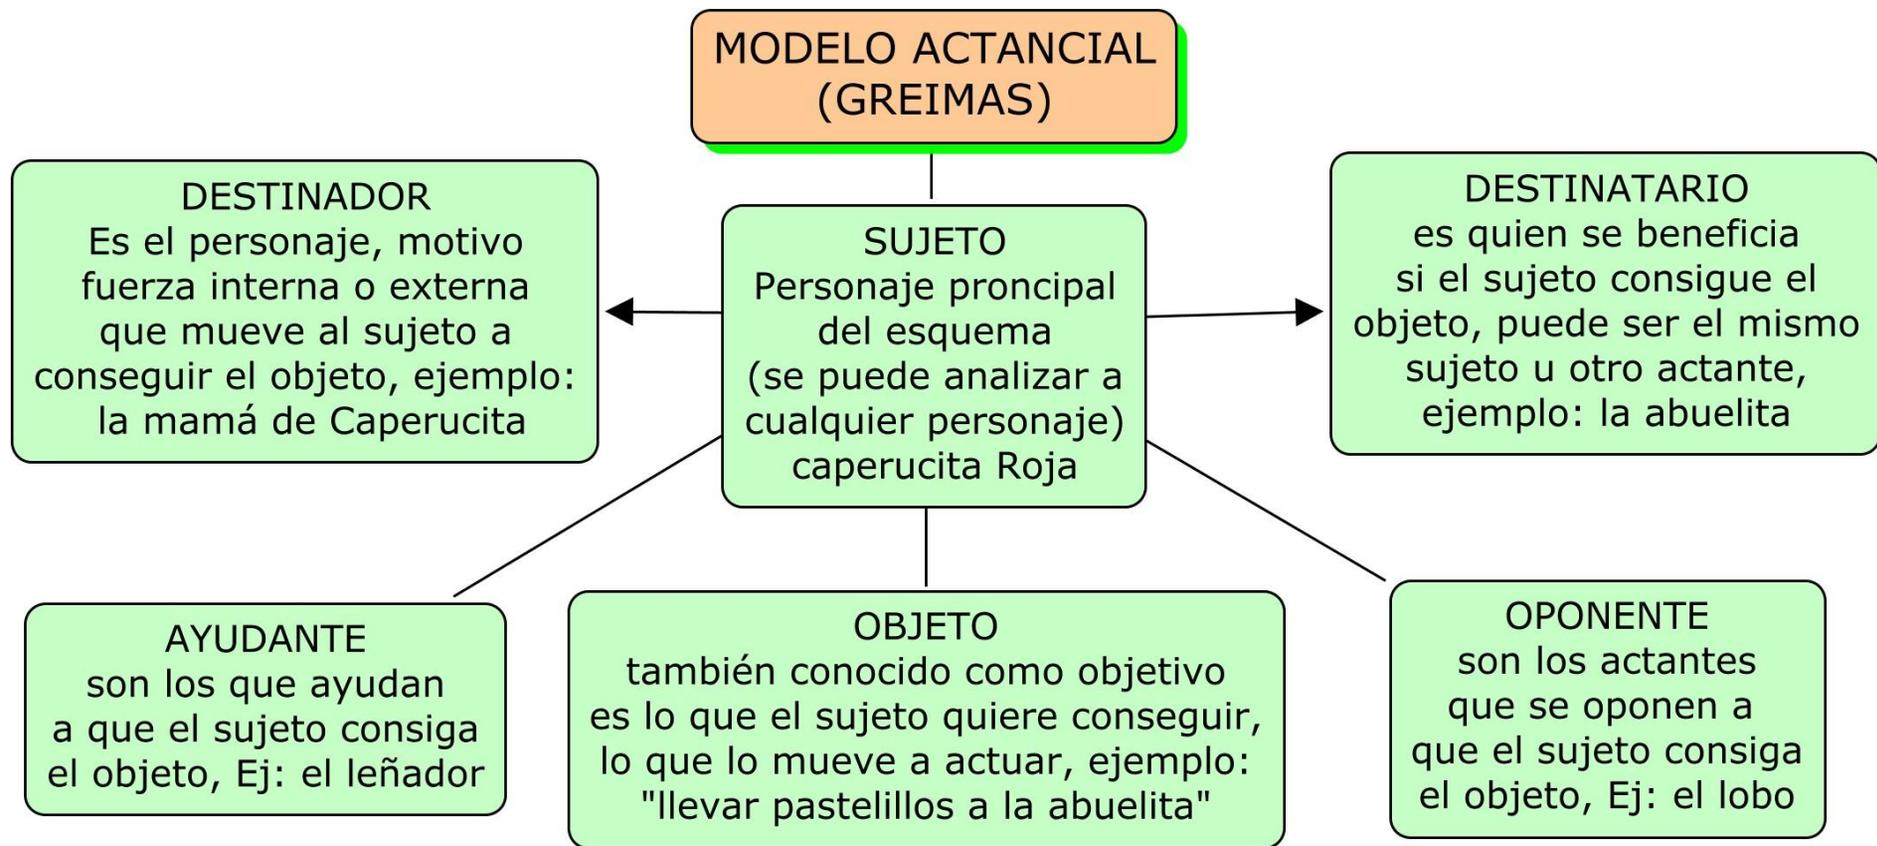 MODELO ACTANCIAL
(GREIMAS)
DESTINADOR
Es el personaje, motivo
fuerza interna o externa
que mueve al sujeto a
conseguir el objeto, ejemplo:
la mamá de Caperucita
SUJETO
Personaje proncipal
del esquema
(se puede analizar a
cualquier personaje)
caperucita Roja
DESTINATARIO
es quien se beneficia
si el sujeto consigue el
objeto, puede ser el mismo
sujeto u otro actante,
ejemplo: la abuelita
AYUDANTE
son los que ayudan
a que el sujeto consiga
el objeto, Ej: el leñador
OBJETO
también conocido como objetivo
es lo que el sujeto quiere conseguir,
lo que lo mueve a actuar, ejemplo:
"llevar pastelillos a la abuelita"
OPONENTE
son los actantes
que se oponen a
que el sujeto consiga
el objeto, Ej: el lobo